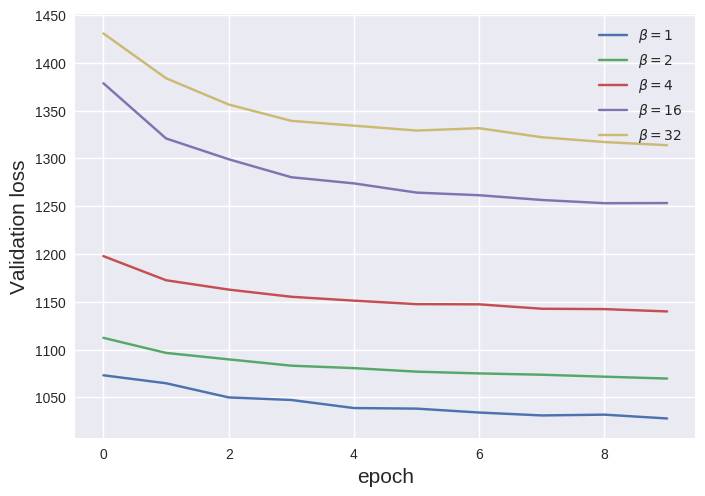 1450
1400
1350
1300
1250
1200
1150
1100
1050
Validation loss
β = 1
β = 2
β = 4
β = 16
β = 32
0
2
4
6
8
epoch